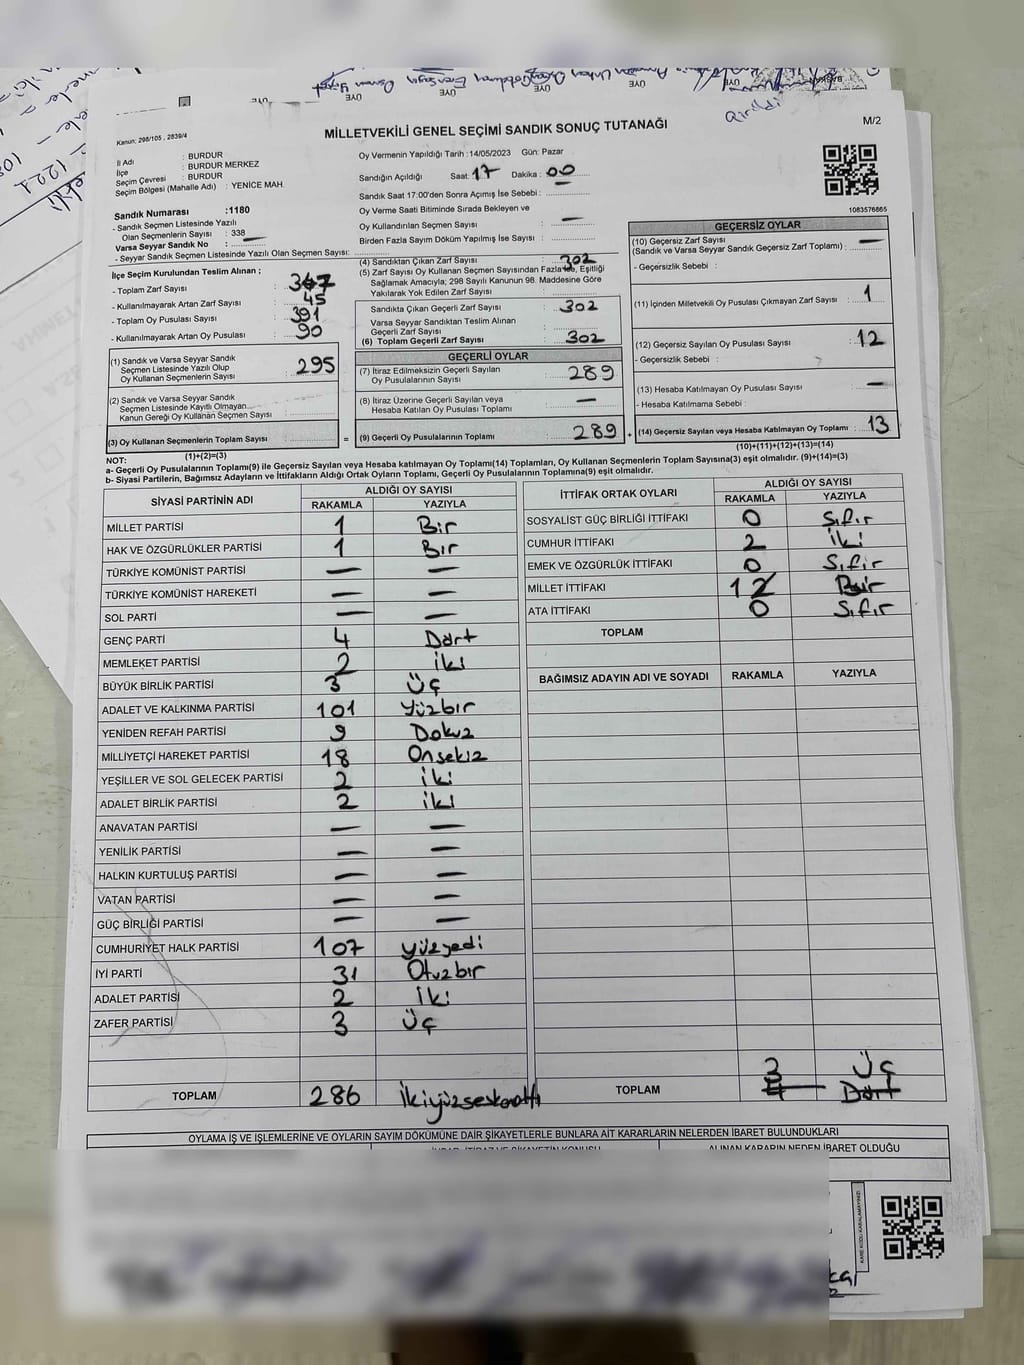 MİLLETVEKİLİ GENEL SEÇİMİ SANDIK SONUÇ TUTANAĞI
M/2
Kanun: 298/105 , 2839/4
İl Adı : BURDUR
İlçe : BURDUR MERKEZ
Seçim Çevresi : BURDUR
Seçim Bölgesi (Mahalle Adı) : YENİCE MAH.
Sandık Numarası :1180
- Sandık Seçmen Listesinde Yazılı
Olan Seçmenlerin Sayısı : 338
Varsa Seyyar Sandık No : —
- Seyyar Sandık Seçmen Listesinde Yazılı Olan Seçmen Sayısı:
Oy Vermenin Yapıldığı Tarih :14/05/2023 Gün: Pazar
Sandığın Açıldığı Saat: 17 Dakika: 00
Sandık Saat 17:00'den Sonra Açımış İse Sebebi :
Oy Verme Saati Bitiminde Sırada Bekleyen ve
Oy Kullandırılan Seçmen Sayısı : —
Birden Fazla Sayım Döküm Yapılmış İse Sayısı :
1083576865
İlçe Seçim Kurulundan Teslim Alınan ;
- Toplam Zarf Sayısı : 347
- Kullanılmayarak Artan Zarf Sayısı : 45
- Toplam Oy Pusulası Sayısı : 391
- Kullanılmayarak Artan Oy Pusulası : 90
(1) Sandık ve Varsa Seyyar Sandık
Seçmen Listesinde Yazılı Olup
Oy Kullanan Seçmenlerin Sayısı : 295
(2) Sandık ve Varsa Seyyar Sandık
Seçmen Listesinde Kayıtlı Olmayan
Kanun Gereği Oy Kullanan Seçmen Sayısı :
(3) Oy Kullanan Seçmenlerin Toplam Sayısı : =
(1)+(2)=(3)
(4) Sandıktan Çıkan Zarf Sayısı : 302
(5) Zarf Sayısı Oy Kullanan Seçmen Sayısından Fazla ise, Eşitliği
Sağlamak Amacıyla; 298 Sayılı Kanunun 98. Maddesine Göre
Yakılarak Yok Edilen Zarf Sayısı :
Sandıkta Çıkan Geçerli Zarf Sayısı : 302
Varsa Seyyar Sandıktan Teslim Alınan
Geçerli Zarf Sayısı :
(6) Toplam Geçerli Zarf Sayısı : 302
GEÇERLİ OYLAR
(7) İtiraz Edilmeksizin Geçerli Sayılan
Oy Pusulalarının Sayısı : 289
(8) İtiraz Üzerine Geçerli Sayılan veya
Hesaba Katılan Oy Pusulası Toplamı : —
(9) Geçerli Oy Pusulalarının Toplamı : 289 +
GEÇERSİZ OYLAR
(10) Geçersiz Zarf Sayısı
(Sandık ve Varsa Seyyar Sandık Geçersiz Zarf Toplamı) : —
- Geçersizlik Sebebi :
(11) İçinden Milletvekili Oy Pusulası Çıkmayan Zarf Sayısı : 1
(12) Geçersiz Sayılan Oy Pusulası Sayısı : 12
- Geçersizlik Sebebi :
(13) Hesaba Katılmayan Oy Pusulası Sayısı : —
- Hesaba Katılmama Sebebi :
(14) Geçersiz Sayılan veya Hesaba Katılmayan Oy Toplamı : 13
(10)+(11)+(12)+(13)=(14)
NOT:
a- Geçerli Oy Pusulalarının Toplamı(9) ile Geçersiz Sayılan veya Hesaba katılmayan Oy Toplamı(14) Toplamları, Oy Kullanan Seçmenlerin Toplam Sayısına(3) eşit olmalıdır. (9)+(14)=(3)
b- Siyasi Partilerin, Bağımsız Adayların ve İttifakların Aldığı Ortak Oyların Toplamı, Geçerli Oy Pusulalarının Toplamına(9) eşit olmalıdır.
SİYASİ PARTİNİN ADI ALDIĞI OY SAYISI
RAKAMLA YAZIYLA
MİLLET PARTİSİ 1 Bir
HAK VE ÖZGÜRLÜKLER PARTİSİ 1 Bir
TÜRKİYE KOMÜNİST PARTİSİ — —
TÜRKİYE KOMÜNİST HAREKETİ — —
SOL PARTİ — —
GENÇ PARTİ 4 Dört
MEMLEKET PARTİSİ 2 İki
BÜYÜK BİRLİK PARTİSİ 3 Üç
ADALET VE KALKINMA PARTİSİ 101 Yüzbir
YENİDEN REFAH PARTİSİ 9 Dokuz
MİLLİYETÇİ HAREKET PARTİSİ 18 Onsekiz
YEŞİLLER VE SOL GELECEK PARTİSİ 2 İki
ADALET BİRLİK PARTİSİ 2 İki
ANAVATAN PARTİSİ — —
YENİLİK PARTİSİ — —
HALKIN KURTULUŞ PARTİSİ — —
VATAN PARTİSİ — —
GÜÇ BİRLİĞİ PARTİSİ — —
CUMHURİYET HALK PARTİSİ 107 Yüzyedi
İYİ PARTİ 31 Otuzbir
ADALET PARTİSİ 2 İki
ZAFER PARTİSİ 3 Üç
TOPLAM 286 İkiyüzseksenaltı
İTTİFAK ORTAK OYLARI ALDIĞI OY SAYISI
RAKAMLA YAZIYLA
SOSYALİST GÜÇ BİRLİĞİ İTTİFAKI 0 Sıfır
CUMHUR İTTİFAKI 2 İki
EMEK VE ÖZGÜRLÜK İTTİFAKI 0 Sıfır
MİLLET İTTİFAKI 1 Bir
ATA İTTİFAKI 0 Sıfır
TOPLAM
BAĞIMSIZ ADAYIN ADI VE SOYADI RAKAMLA YAZIYLA
3 Üç
TOPLAM 4 Dört
OYLAMA İŞ VE İŞLEMLERİNE VE OYLARIN SAYIM DÖKÜMÜNE DAİR ŞİKAYETLERLE BUNLARA AİT KARARLARIN NELERDEN İBARET BULUNDUKLARI
ALINAN KARARIN NEDEN İBARET OLDUĞU
KARE KODU KARALAMAYINIZ!